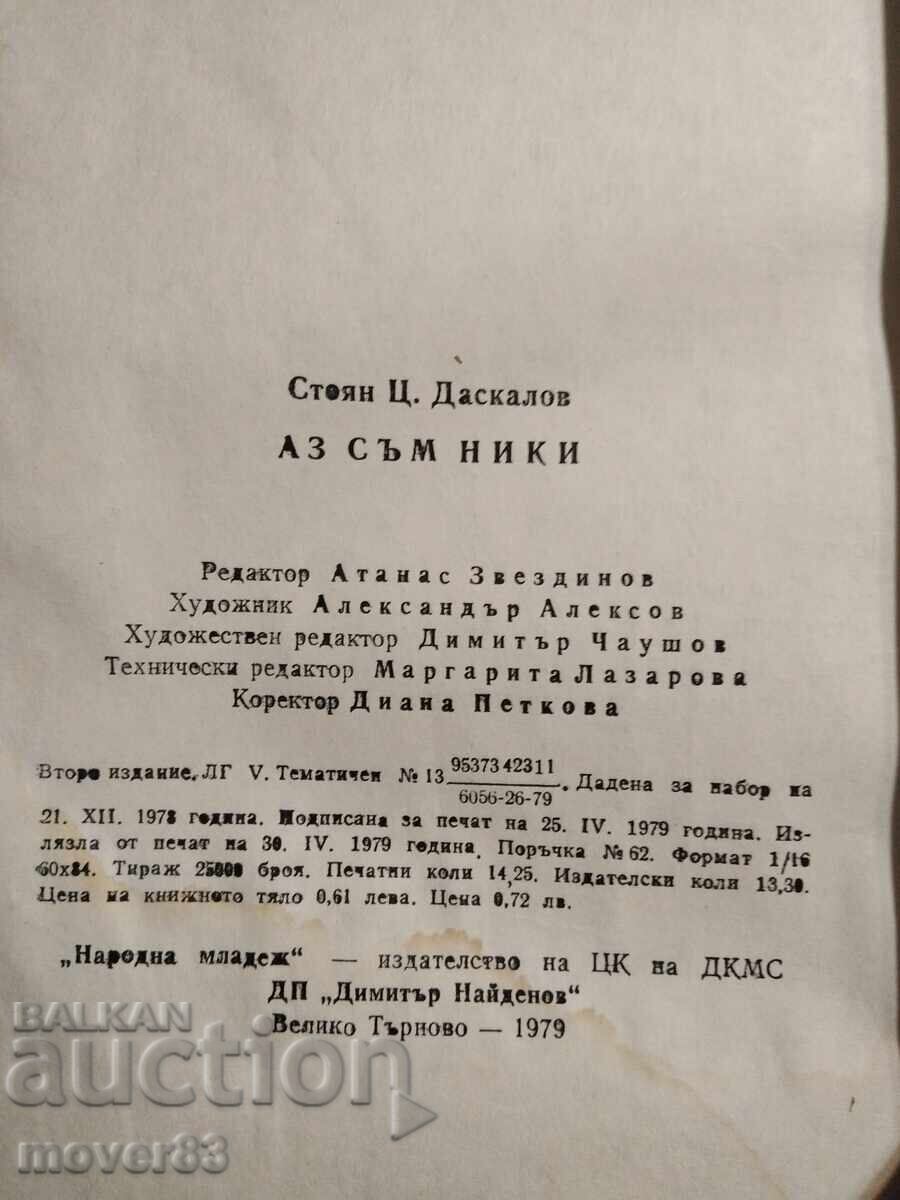 Стоян Ц. Даскалов
АЗ СЪМ НИКИ
Редактор Атанас Звездинов
Художник Александър Алексов
Художествен редактор Димитър Чаушов
Технически редактор Маргарита Лазарова
Коректор Диана Петкова
Второ издание. ЛГ V. Тематичен № 13 95373 42311/6056-26-79. Дадена за набор на
21. XII. 1978 година. Подписана за печат на 25. IV. 1979 година. Из-
лязла от печат на 30. IV. 1979 година. Поръчка № 62. Формат 1/16
60х84. Тираж 25000 броя. Печатни коли 14,25. Издателски коли 13,30.
Цена на книжното тяло 0,61 лева. Цена 0,72 лв.
„Народна младеж“ — издателство на ЦК на ДКМС
ДП „Димитър Найденов“
Велико Търново — 1979
BALKAN
auction
mover83